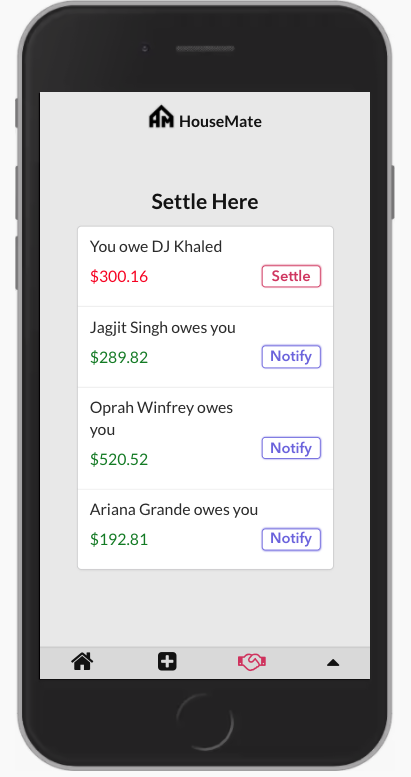 HouseMate
Settle Here
You owe DJ Khaled
$300.16
Settle
Jagjit Singh owes you
$289.82
Notify
Oprah Winfrey owes
you
$520.52
Notify
Ariana Grande owes you
$192.81
Notify